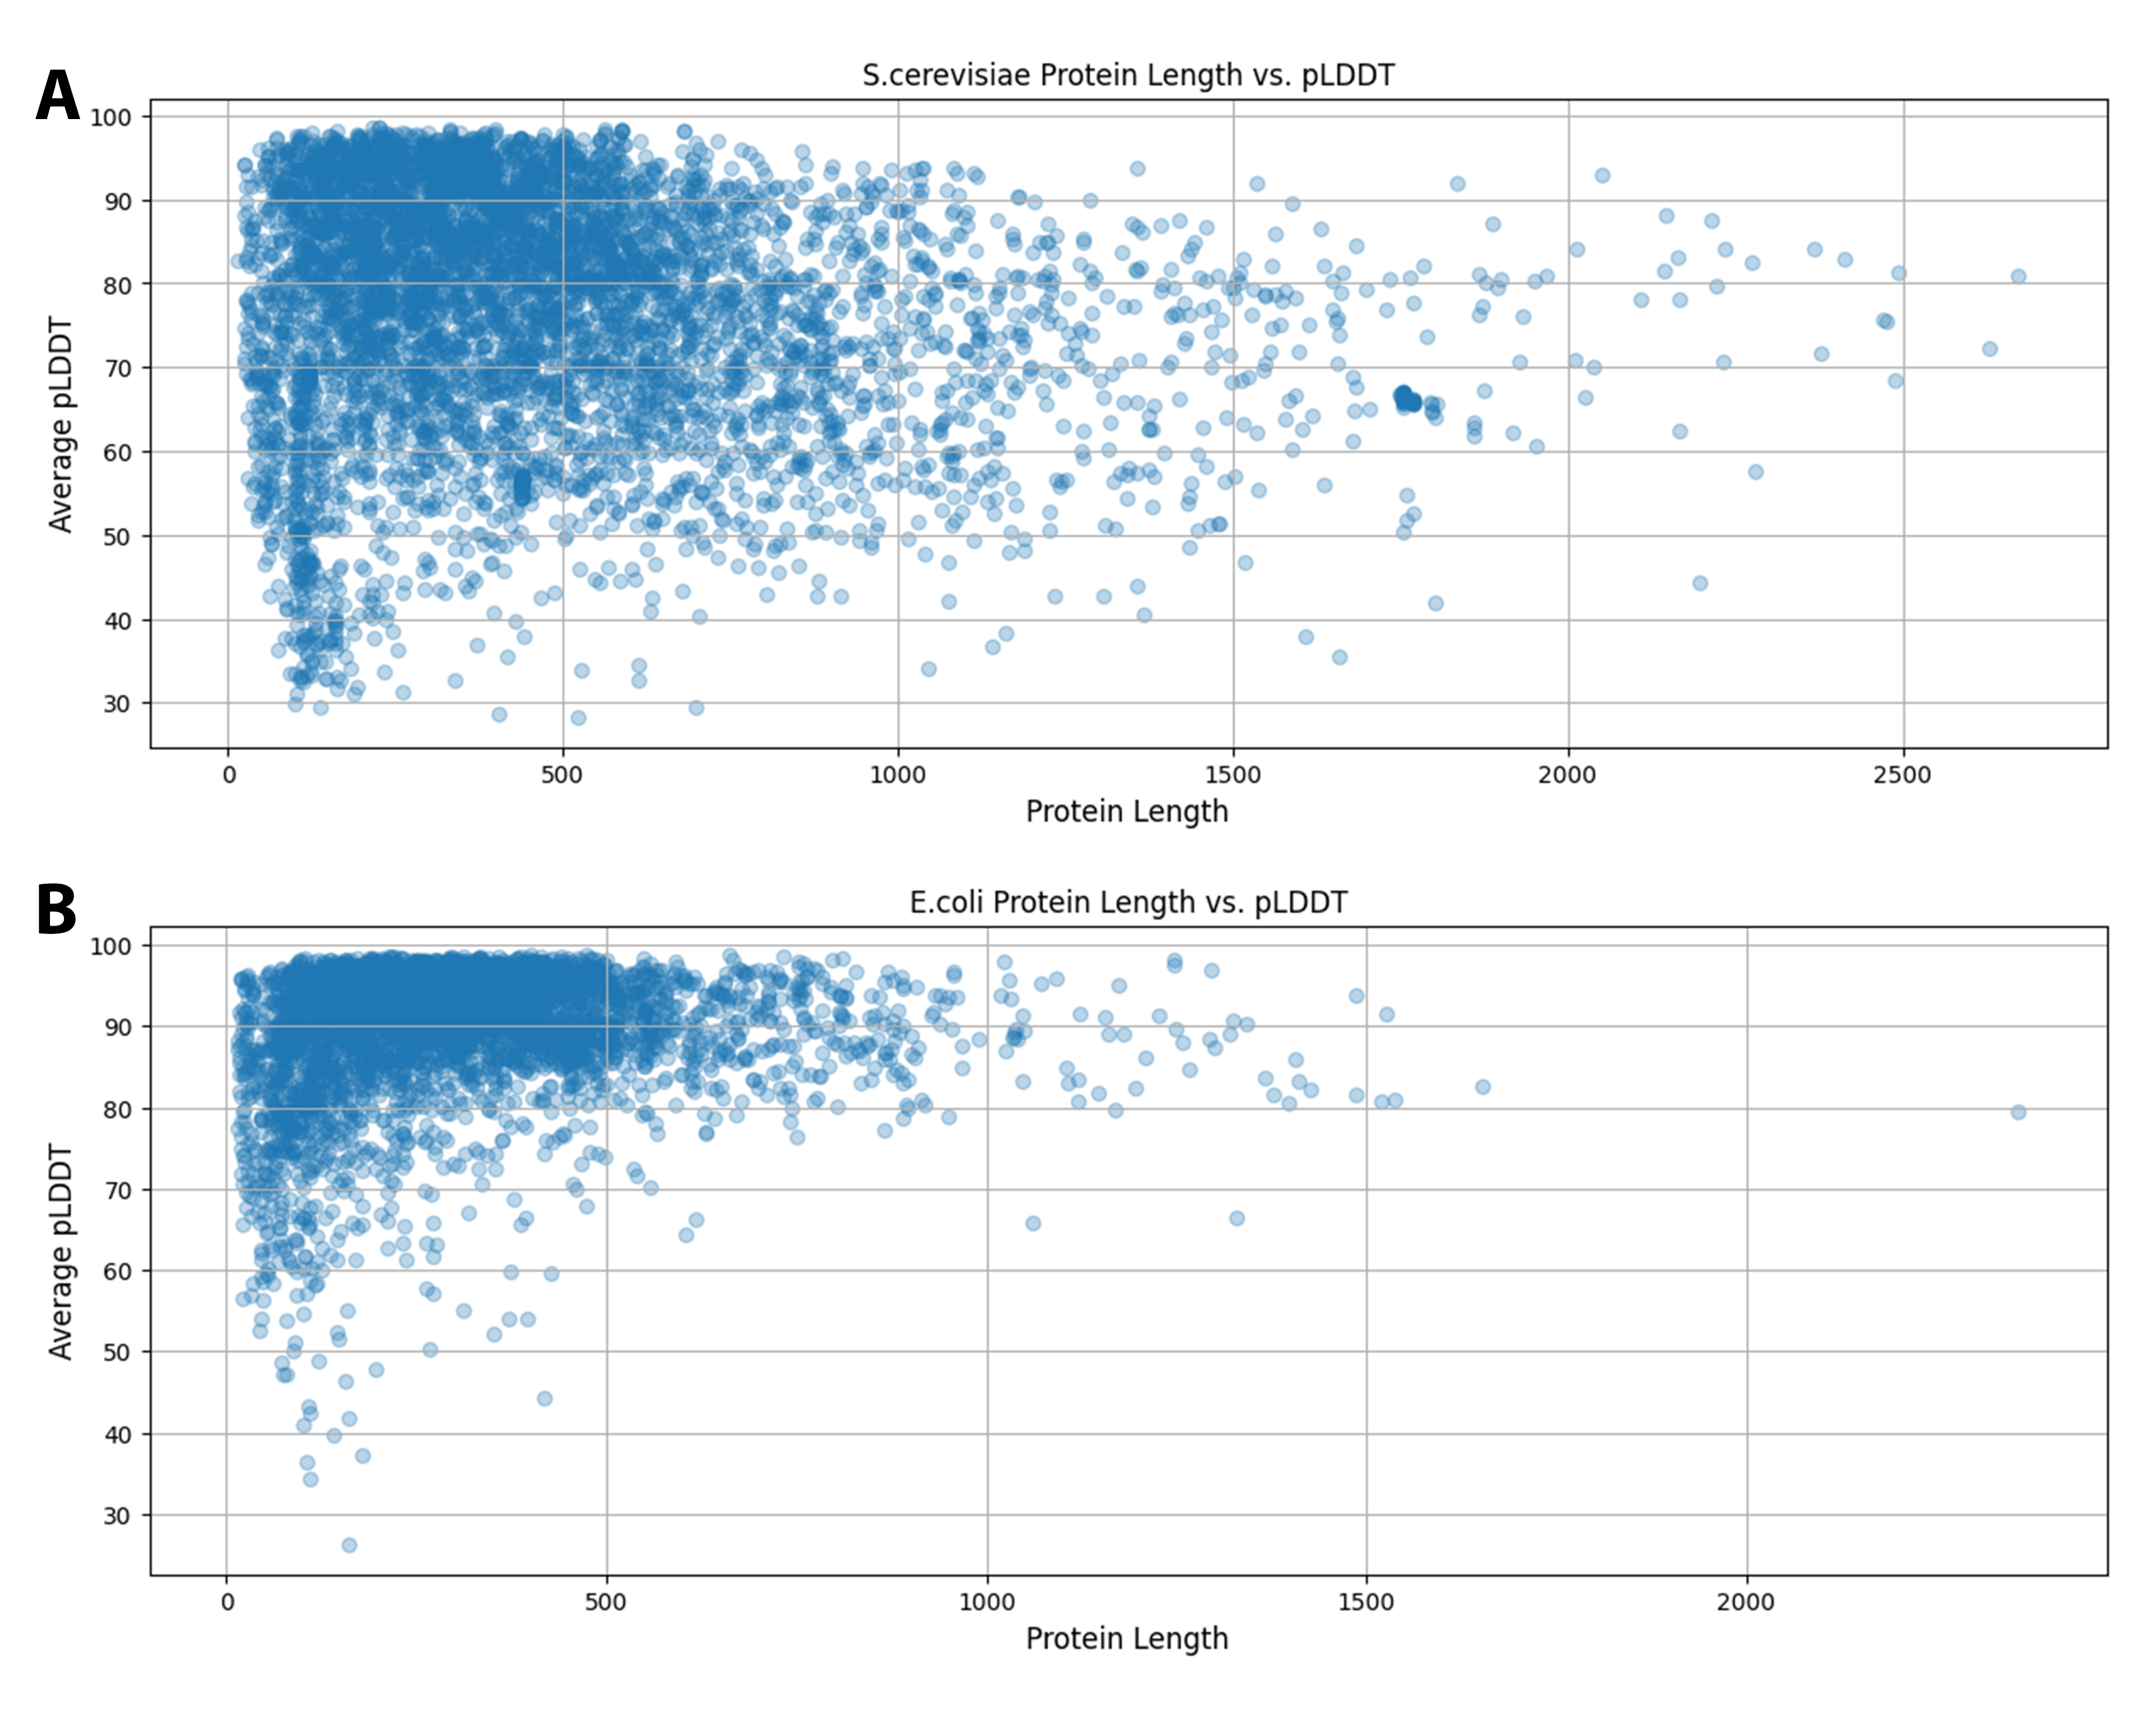 A
S.cerevisiae Protein Length vs. pLDDT
Average pLDDT
100
90
80
70
60
50
40
30
0 500 1000 1500 2000 2500
Protein Length
B
E.coli Protein Length vs. pLDDT
Average pLDDT
100
90
80
70
60
50
40
30
0 500 1000 1500 2000
Protein Length